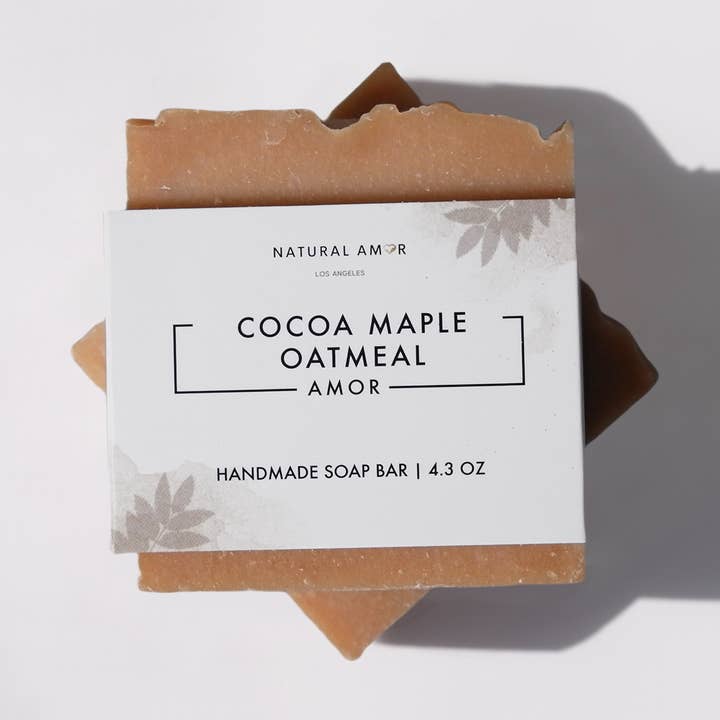 NATURAL AMOR
LOS ANGELES
COCOA MAPLE
OATMEAL
AMOR
HANDMADE SOAP BAR | 4.3 OZ